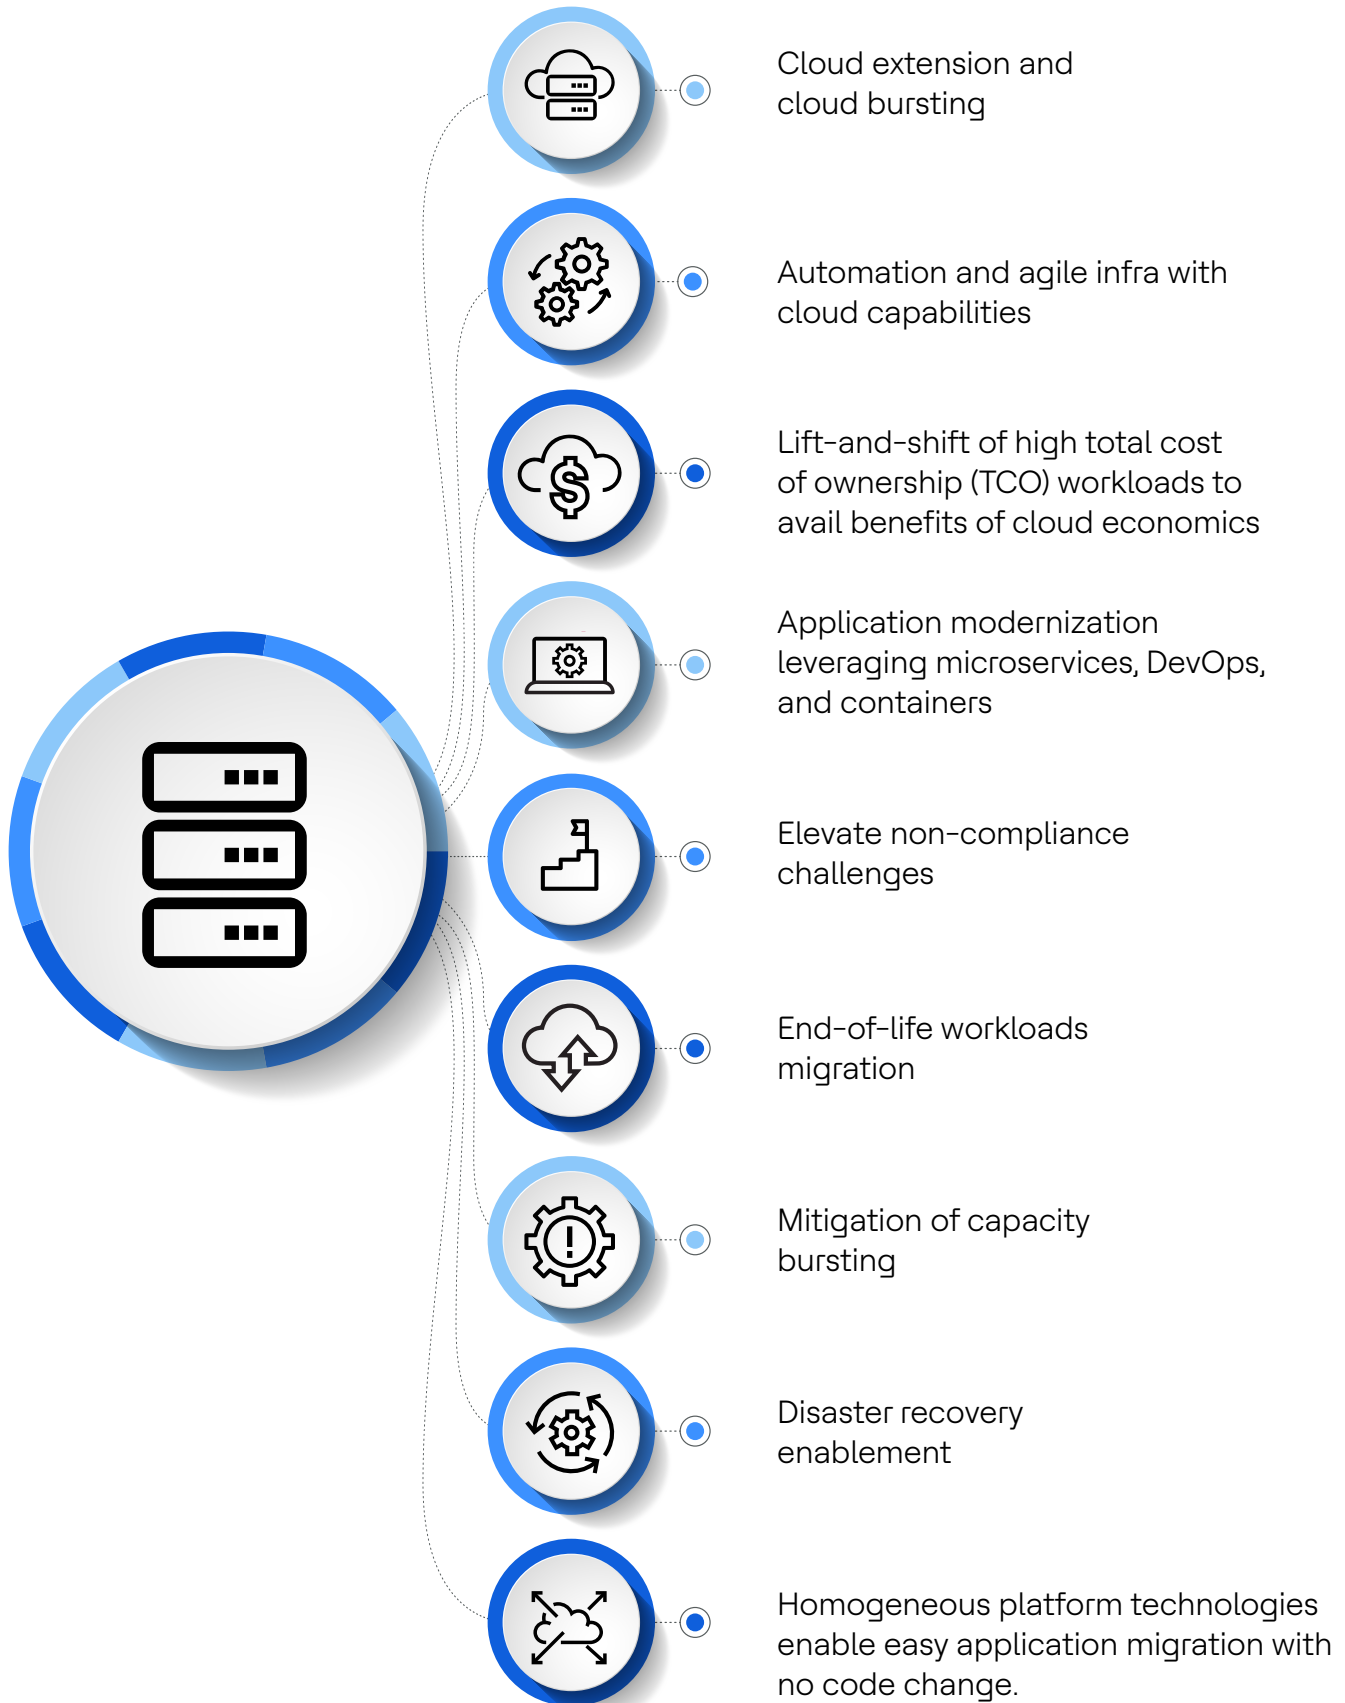 Cloud extension and
cloud bursting
Automation and agile infra with
cloud capabilities
Lift-and-shift of high total cost
of ownership (TCO) workloads to
avail benefits of cloud economics
Application modernization
leveraging microservices, DevOps,
and containers
Elevate non-compliance
challenges
End-of-life workloads
migration
Mitigation of capacity
bursting
Disaster recovery
enablement
Homogeneous platform technologies
enable easy application migration with
no code change.